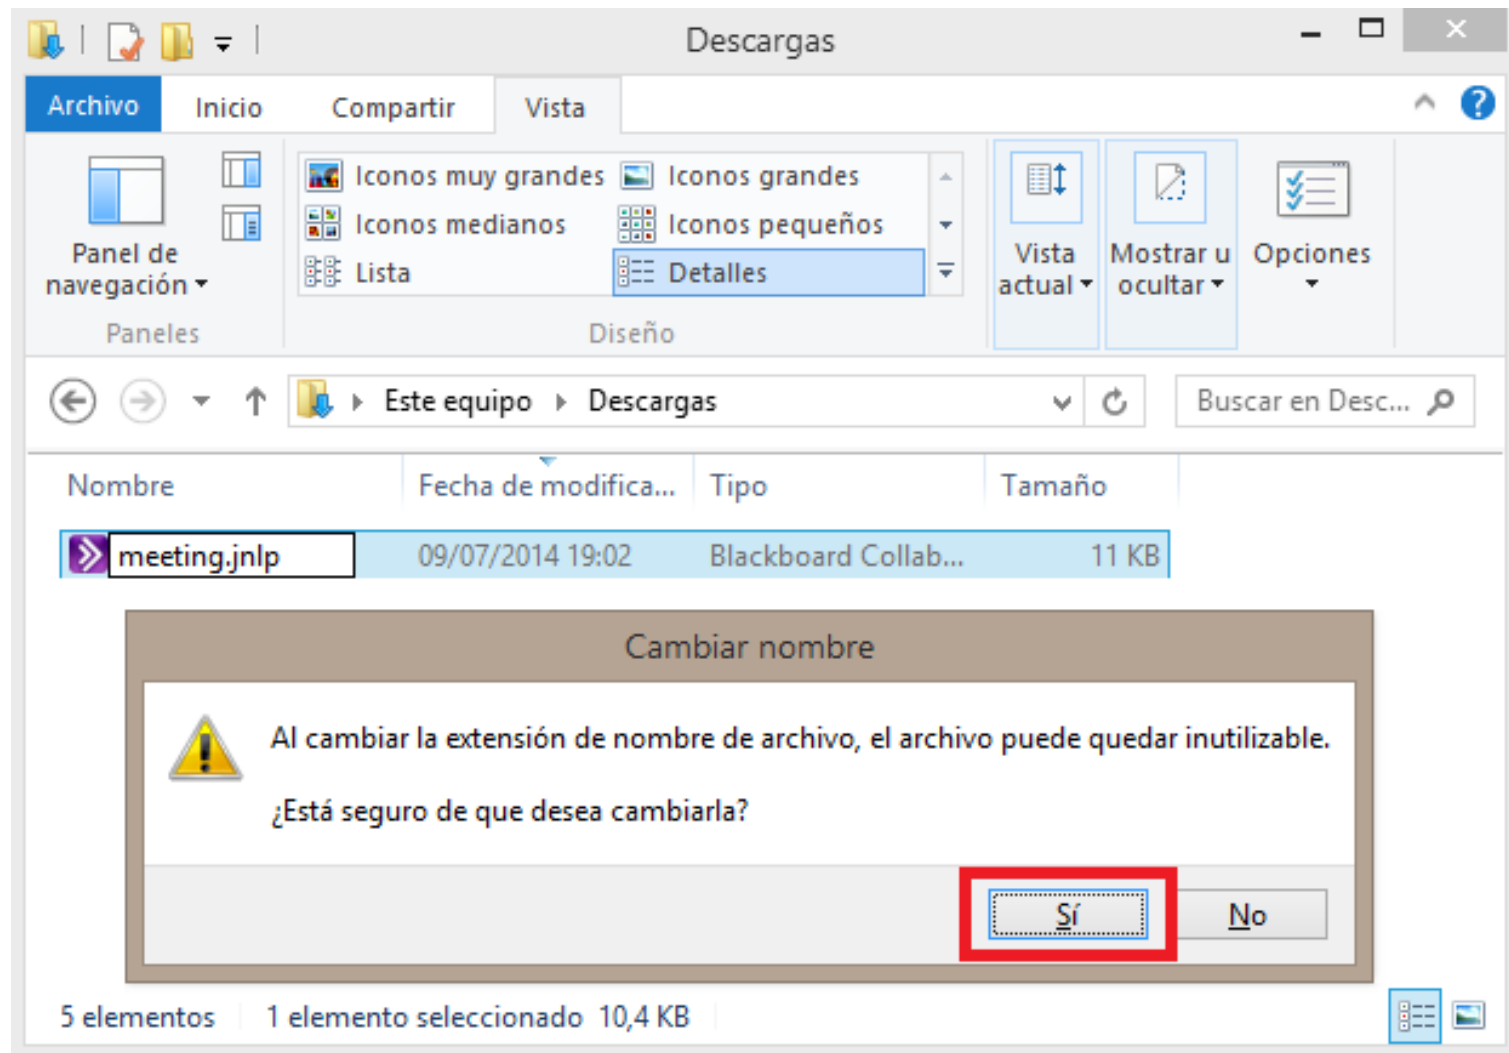 Descargas
Archivo Inicio Compartir Vista
Iconos muy grandes Iconos grandes
Iconos medianos Iconos pequeños
Lista Detalles
Panel de
navegación
Vista
actual
Mostrar u
ocultar
Opciones
Paneles Diseño
Este equipo Descargas Buscar en Desc...
Nombre Fecha de modifica... Tipo Tamaño
meeting.jnlp 09/07/2014 19:02 Blackboard Collab... 11 KB
Cambiar nombre
Al cambiar la extensión de nombre de archivo, el archivo puede quedar inutilizable.
¿Está seguro de que desea cambiarla?
Sí No
5 elementos 1 elemento seleccionado 10,4 KB